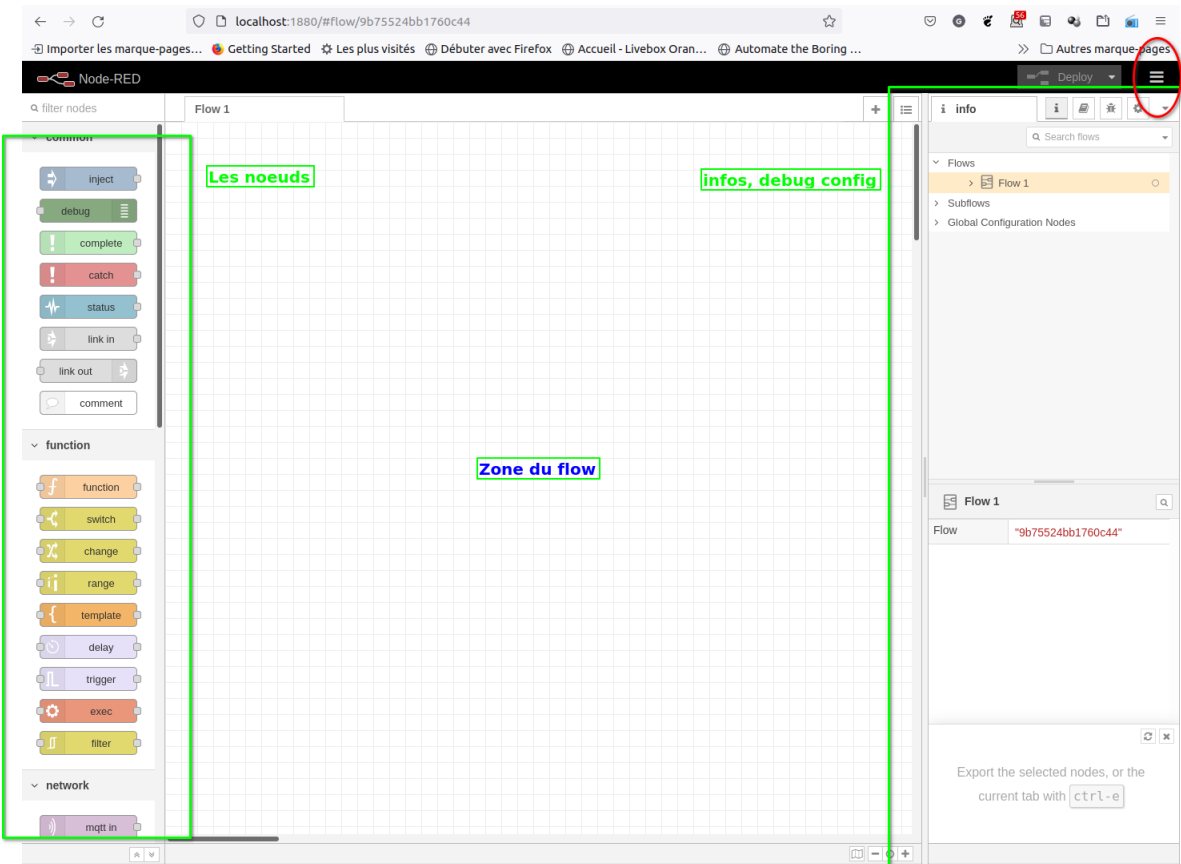 localhost:1880/#flow/9b75524bb1760c44
56
Importer les marque-pages... Getting Started Les plus visités Débuter avec Firefox Accueil - Livebox Oran... Automate the Boring ... Autres marque-pages
Node-RED Deploy
filter nodes Flow 1 i info
Search flows
common
Flows
inject Les noeuds infos, debug config Flow 1
debug Subflows
Global Configuration Nodes
complete
catch
status
link in
link out
comment
function
Zone du flow
function
Flow 1
switch
Flow "9b75524bb1760c44"
change
range
template
delay
trigger
exec
filter
Export the selected nodes, or the
network
current tab with ctrl-e
mqtt in